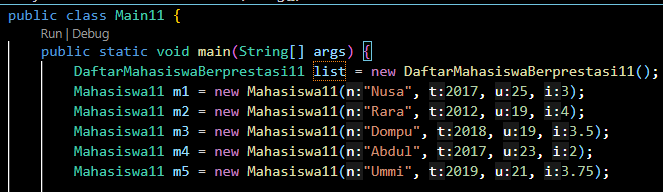 public class Main11 {
Run | Debug
public static void main(String[] args) {
DaftarMahasiswaBerprestasi11 list = new DaftarMahasiswaBerprestasi11();
Mahasiswa11 m1 = new Mahasiswa11(n:"Nusa", t:2017, u:25, i:3);
Mahasiswa11 m2 = new Mahasiswa11(n:"Rara", t:2012, u:19, i:4);
Mahasiswa11 m3 = new Mahasiswa11(n:"Dompu", t:2018, u:19, i:3.5);
Mahasiswa11 m4 = new Mahasiswa11(n:"Abdul", t:2017, u:23, i:2);
Mahasiswa11 m5 = new Mahasiswa11(n:"Ummi", t:2019, u:21, i:3.75);